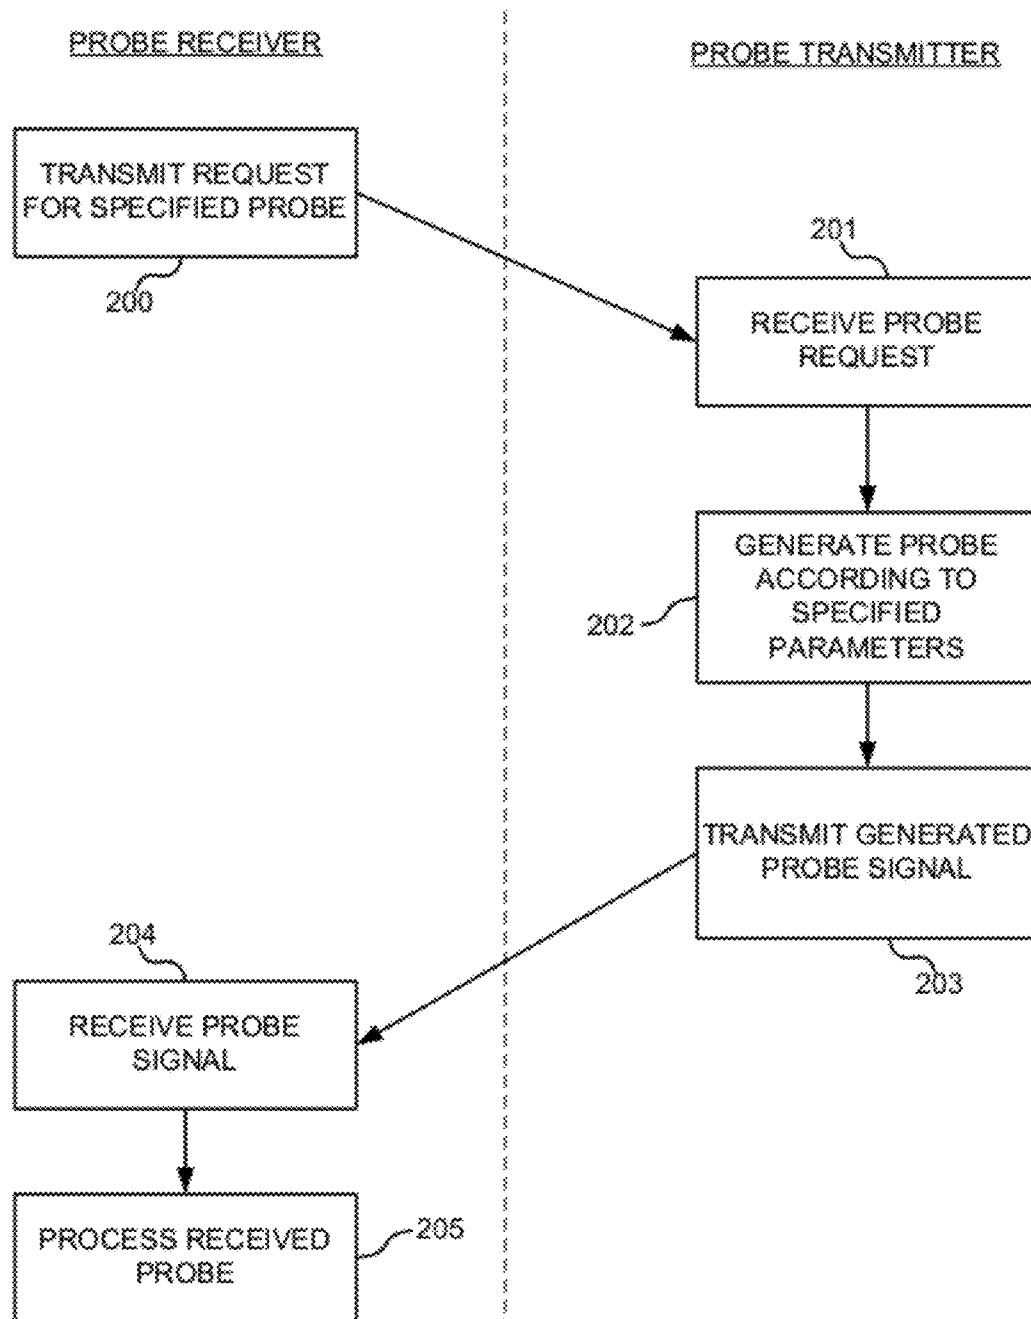 PROBE RECEIVER
PROBE TRANSMITTER
TRANSMIT REQUEST
FOR SPECIFIED PROBE
200
201
RECEIVE PROBE
REQUEST
GENERATE PROBE
ACCORDING TO
SPECIFIED
PARAMETERS
202
TRANSMIT GENERATED
PROBE SIGNAL
203
204
RECEIVE PROBE
SIGNAL
PROCESS RECEIVED
PROBE
205